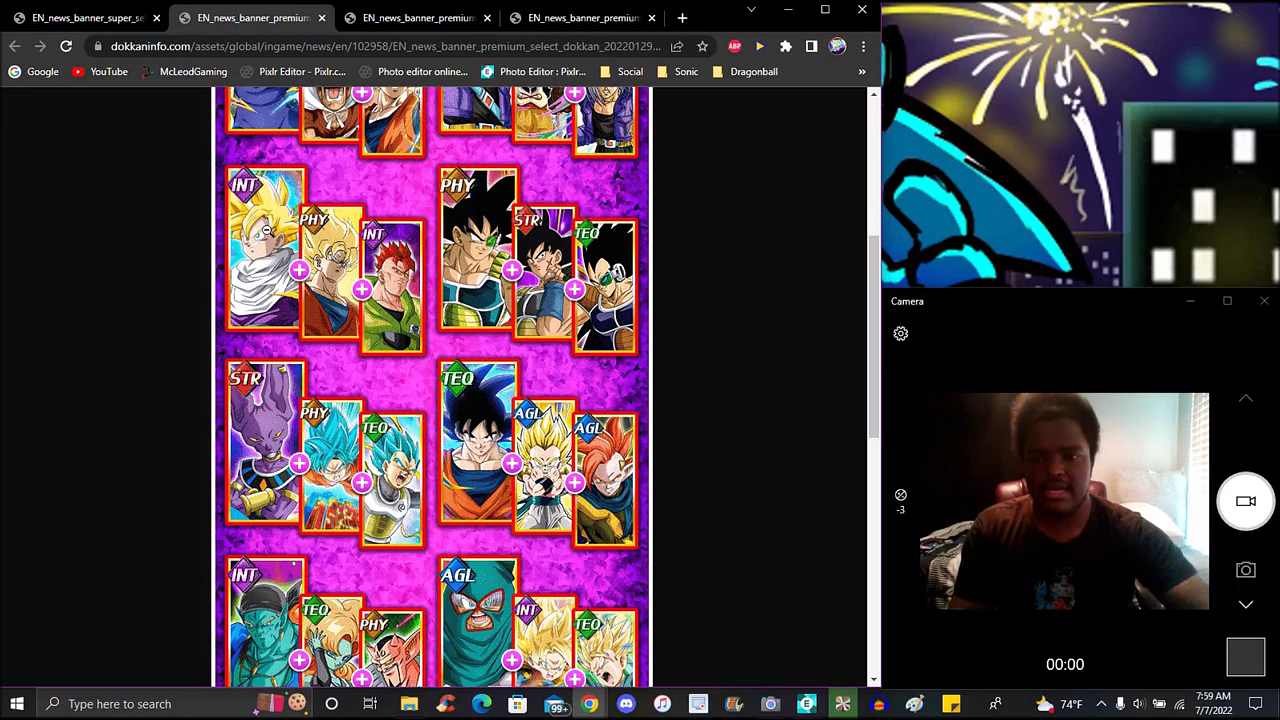 EN_news_banner_super_se
EN_news_banner_premium
EN_news_banner_premium
EN_news_banner_premium
dokkaninfo.com/assets/global/ingame/news/en/102958/EN_news_banner_premium_select_dokkan_20220129...
ABP
Google
YouTube
McLeodGaming
Pixlr Editor - Pixlr.c...
Photo editor online...
Photo Editor : Pixlr...
Social
Sonic
Dragonball
»
INT
PHY
INT
PHY
STR
TEQ
STR
PHY
TEQ
TEQ
AGL
AGL
INT
TEQ
PHY
AGL
INT
TEQ
Camera
-3
00:00
Type here to search
99+
74°F
7:59 AM
7/7/2022